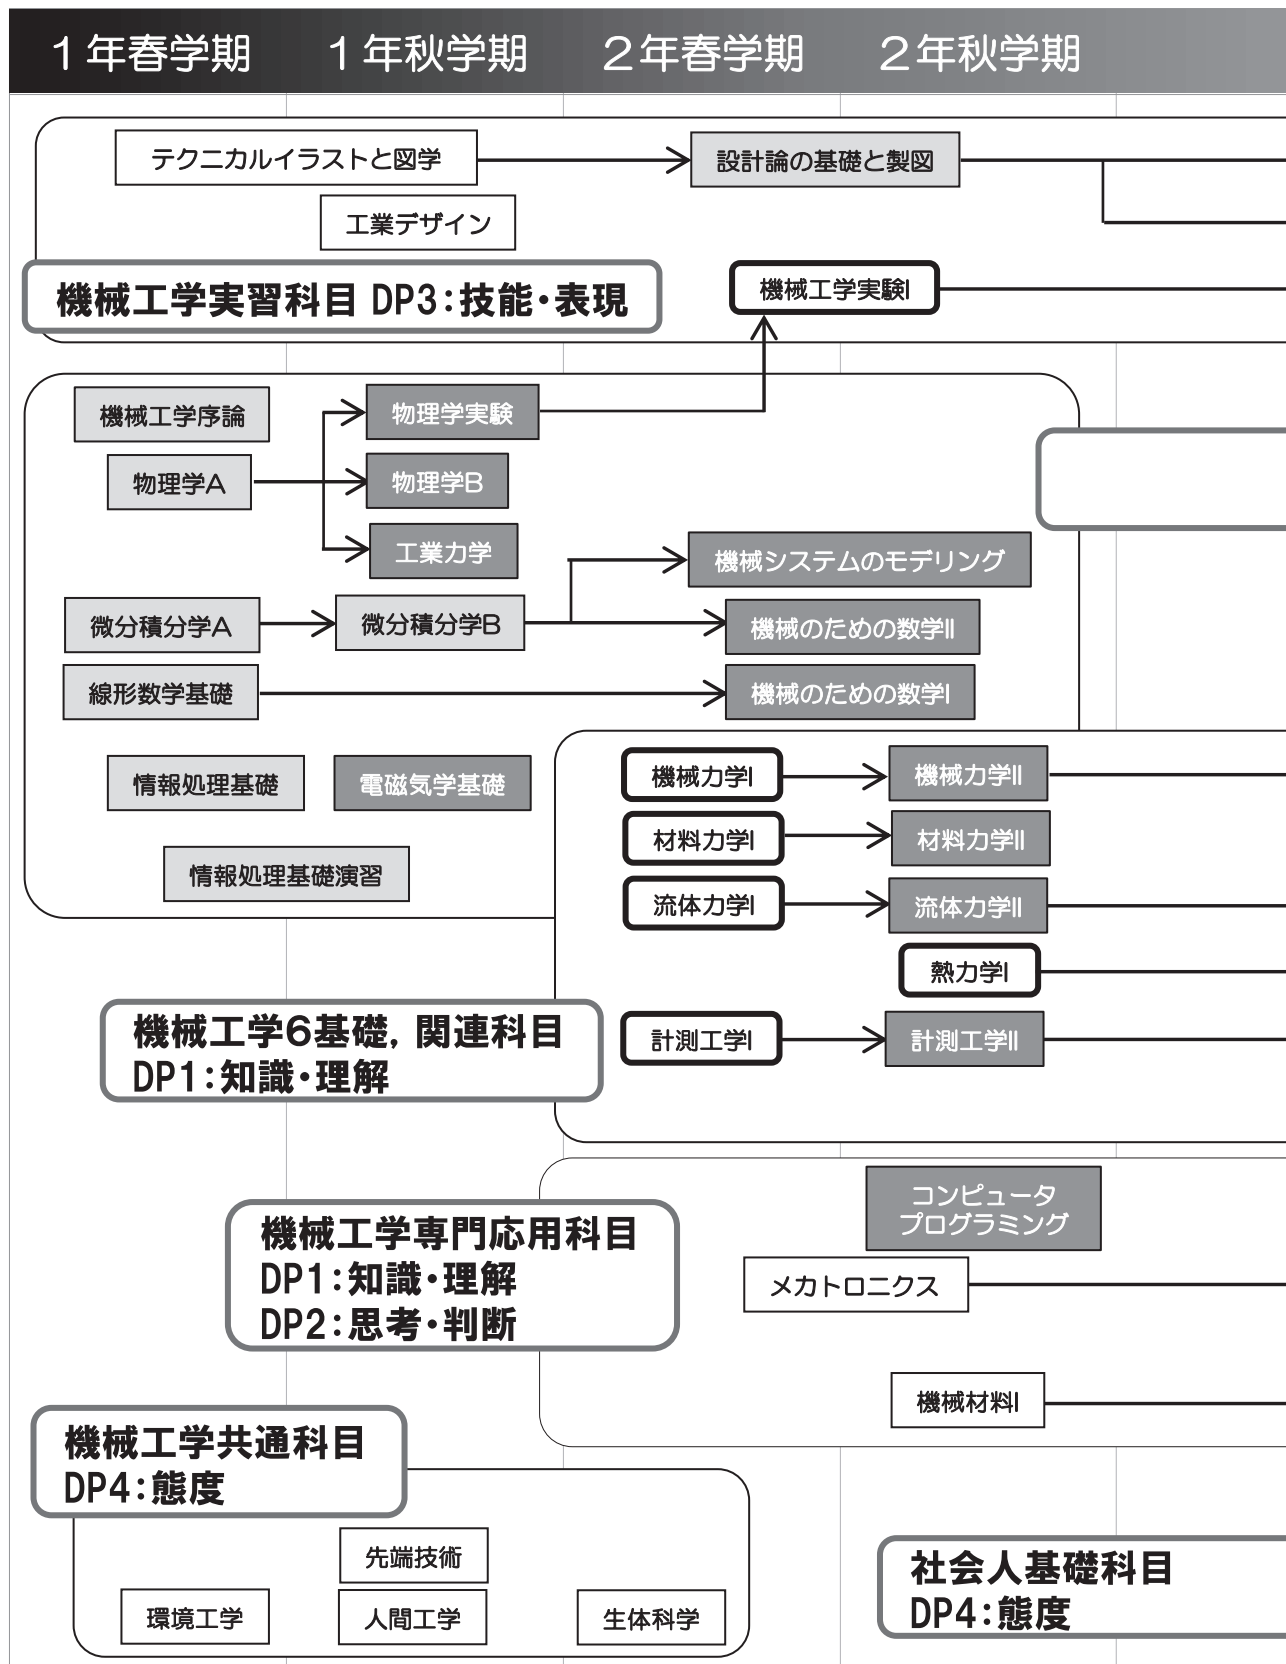 1年春学期
1年秋学期
2年春学期
2年秋学期
テクニカルイラストと図学
設計論の基礎と製図
工業デザイン
機械工学実習科目 DP3:技能・表現
機械工学実験I
機械工学序論
物理学実験
物理学A
物理学B
工業力学
機械システムのモデリング
微分積分学A
微分積分学B
機械のための数学II
線形数学基礎
機械のための数学I
情報処理基礎
電磁気学基礎
機械力学I
機械力学II
材料力学I
材料力学II
情報処理基礎演習
流体力学I
流体力学II
熱力学I
機械工学6基礎, 関連科目
DP1:知識・理解
計測工学I
計測工学II
コンピュータ
プログラミング
機械工学専門応用科目
DP1:知識・理解
DP2:思考・判断
メカトロニクス
機械材料I
機械工学共通科目
DP4:態度
先端技術
環境工学
人間工学
生体科学
社会人基礎科目
DP4:態度